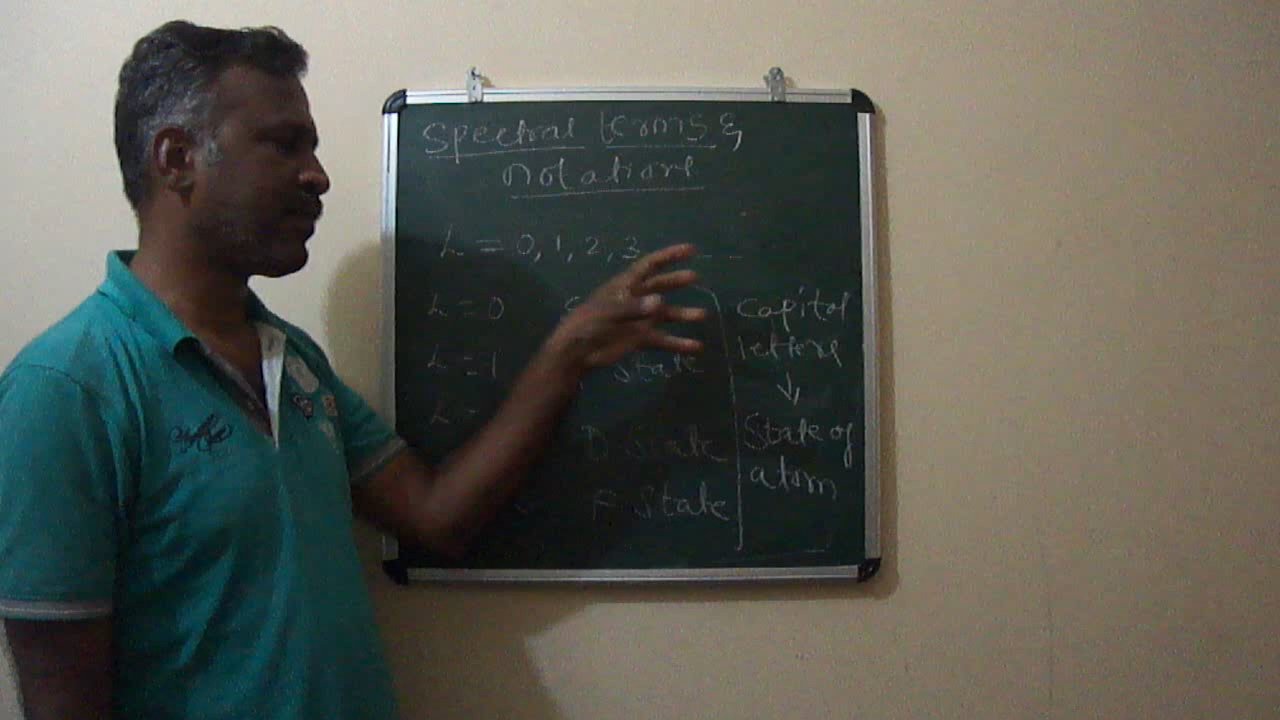 Spectral terms &
notations
L = 0, 1, 2, 3 - - - -
L = 0 S
L = 1 P State
L = D State
F State
Capital
letters
↓
State of
atom